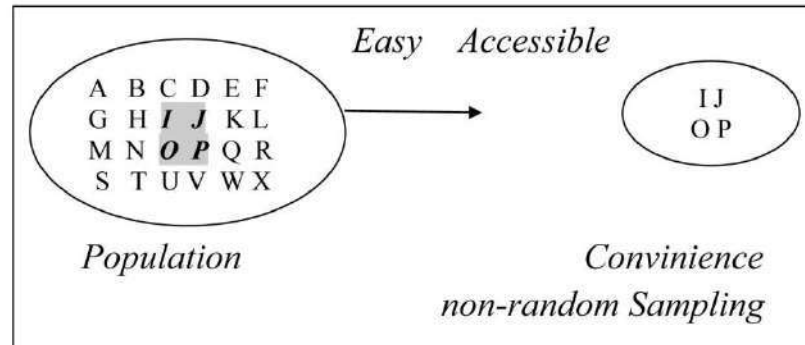 Easy Accessible
A B C D E F
G H I J K L
M N O P Q R
S T U V W X
I J
O P
Population
Convinience
non-random Sampling